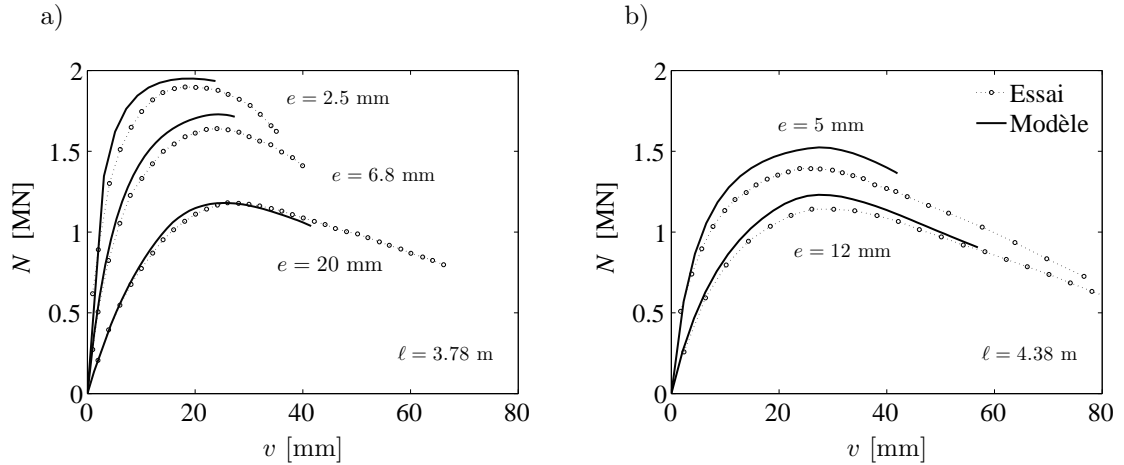 a)
2
1.5
1
0.5
0
N [MN]
e = 2.5 mm
e = 6.8 mm
e = 20 mm
ℓ = 3.78 m
0 20 40 60 80
v [mm]
b)
2
1.5
1
0.5
0
N [MN]
Essai
Modèle
e = 5 mm
e = 12 mm
ℓ = 4.38 m
0 20 40 60 80
v [mm]